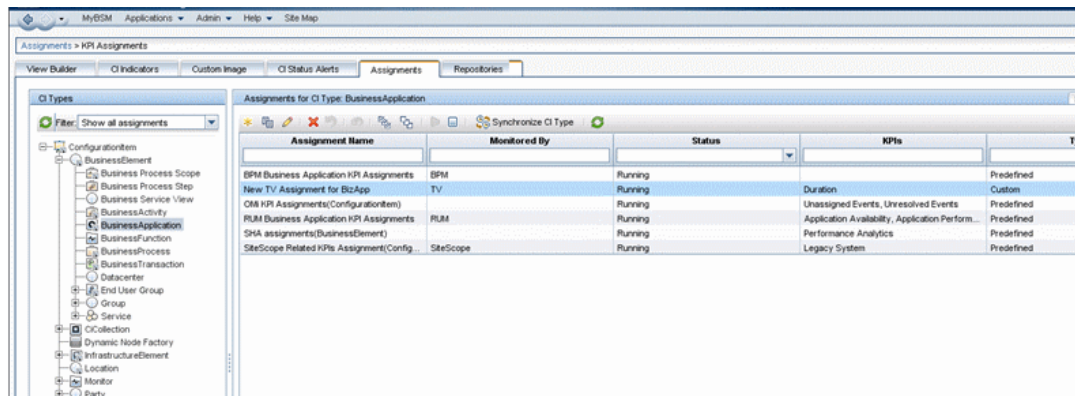 MyBSM Applications Admin Help Site Map
Assignments > KPI Assignments
View Builder CI Indicators Custom Image CI Status Alerts Assignments Repositories
CI Types
Filter: Show all assignments
ConfigurationItem
BusinessElement
Business Process Scope
Business Process Step
Business Service View
BusinessActivity
BusinessApplication
BusinessFunction
BusinessProcess
BusinessTransaction
Datacenter
End User Group
Group
Service
CiCollection
Dynamic Node Factory
InfrastructureElement
Location
Monitor
Party
Assignments for CI Type: BusinessApplication
Synchronize CI Type
Assignment Name Monitored By Status KPIs T
BPM Business Application KPI Assignments BPM Running Predefined
New TV Assignment for BizApp TV Running Duration Custom
OMi KPI Assignments(ConfigurationItem) Running Unassigned Events, Unresolved Events Predefined
RUM Business Application KPI Assignments RUM Running Application Availability, Application Perform... Predefined
SHA assignments(BusinessElement) Running Performance Analytics Predefined
SiteScope Related KPIs Assignment(Config... SiteScope Running Legacy System Predefined